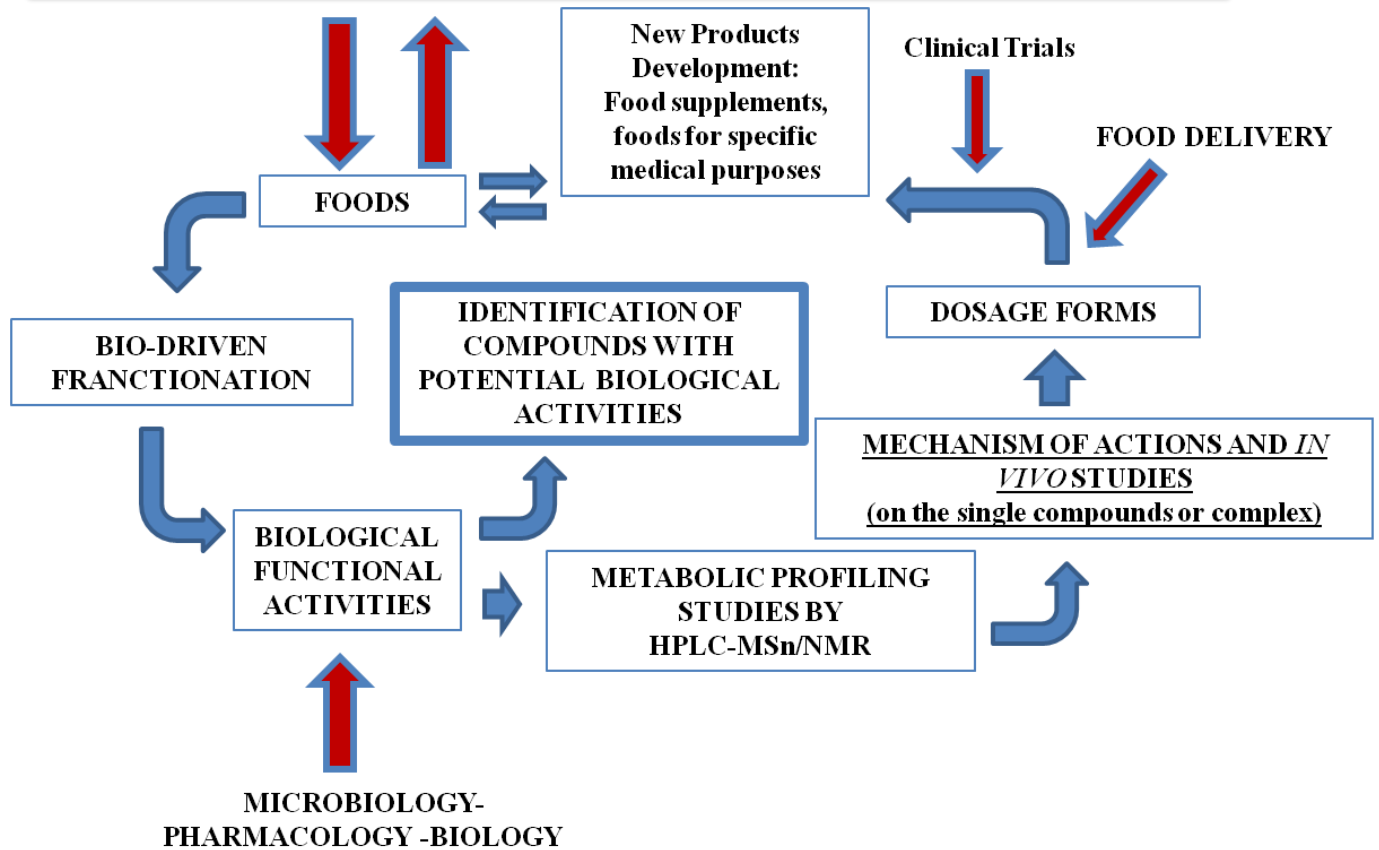 New Products
Development:
Food supplements,
foods for specific
medical purposes
Clinical Trials
FOOD DELIVERY
FOODS
BIO-DRIVEN
FRANCTIONATION
IDENTIFICATION OF
COMPOUNDS WITH
POTENTIAL BIOLOGICAL
ACTIVITIES
DOSAGE FORMS
MECHANISM OF ACTIONS AND IN
VIVO STUDIES
(on the single compounds or complex)
BIOLOGICAL
FUNCTIONAL
ACTIVITIES
METABOLIC PROFILING
STUDIES BY
HPLC-MSn/NMR
MICROBIOLOGY-
PHARMACOLOGY -BIOLOGY